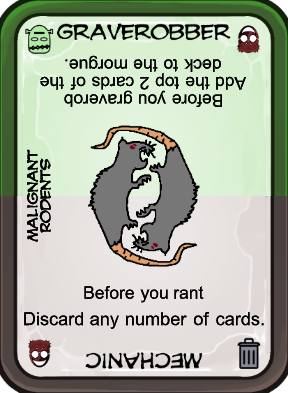 GRAVEROBBER
Before you graverob
Add the top 2 cards of the
deck to the morgue.
MALIGNANT
RODENTS
Before you rant
Discard any number of cards.
MECHANIC